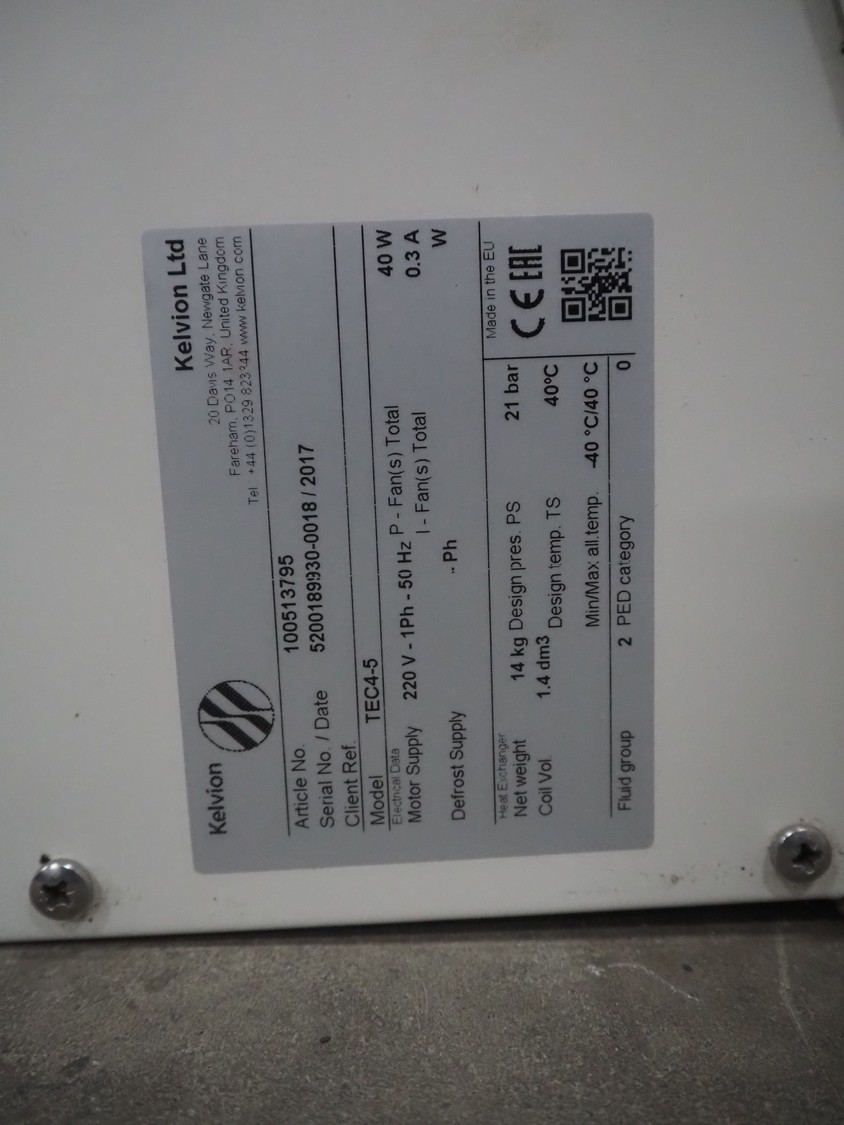 Kelvion
Kelvion Ltd
20 Davis Way, Newgate Lane
Fareham, PO14 1AR, United Kingdom
Tel +44 (0)1329 823344 www.kelvion.com
Article No. 100513795
Serial No. / Date 5200189930-0018 / 2017
Client Ref.
Model TEC4-5
Electrical Data
Motor Supply 220 V - 1Ph - 50 Hz P - Fan(s) Total 40 W
I - Fan(s) Total 0.3 A
Defrost Supply -- Ph W
Heat Exchanger
Net weight 14 kg Design pres. PS 21 bar
Coil Vol. 1.4 dm3 Design temp. TS 40°C
Min/Max all.temp. -40 °C/40 °C
Fluid group 2 PED category 0
Made in the EU
CE EAC